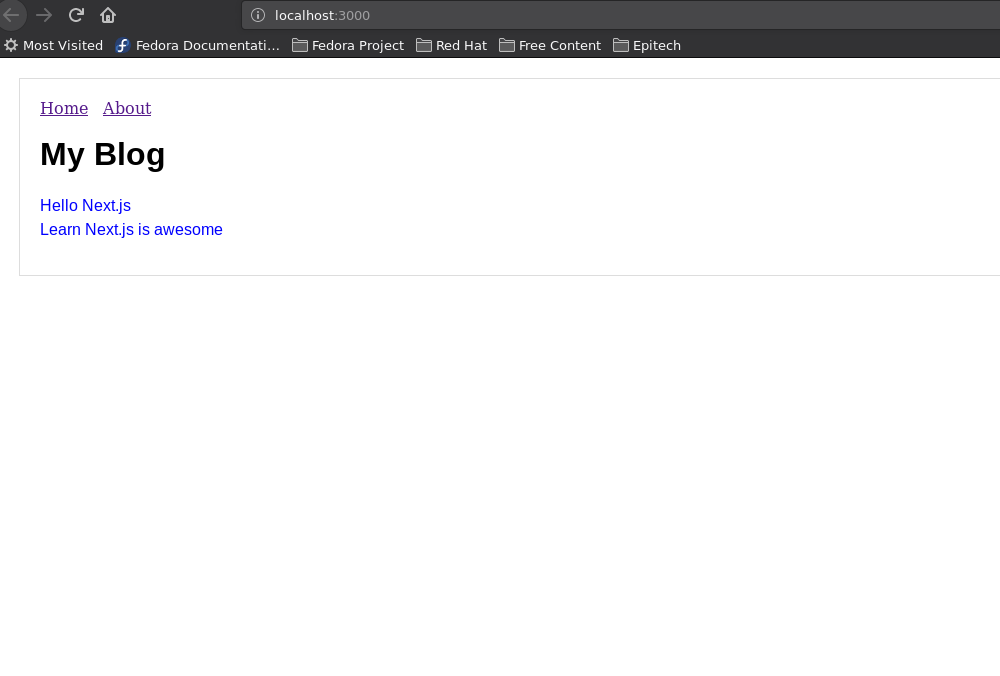 localhost:3000
Most Visited Fedora Documentati… Fedora Project Red Hat Free Content Epitech
Home About
My Blog
Hello Next.js
Learn Next.js is awesome